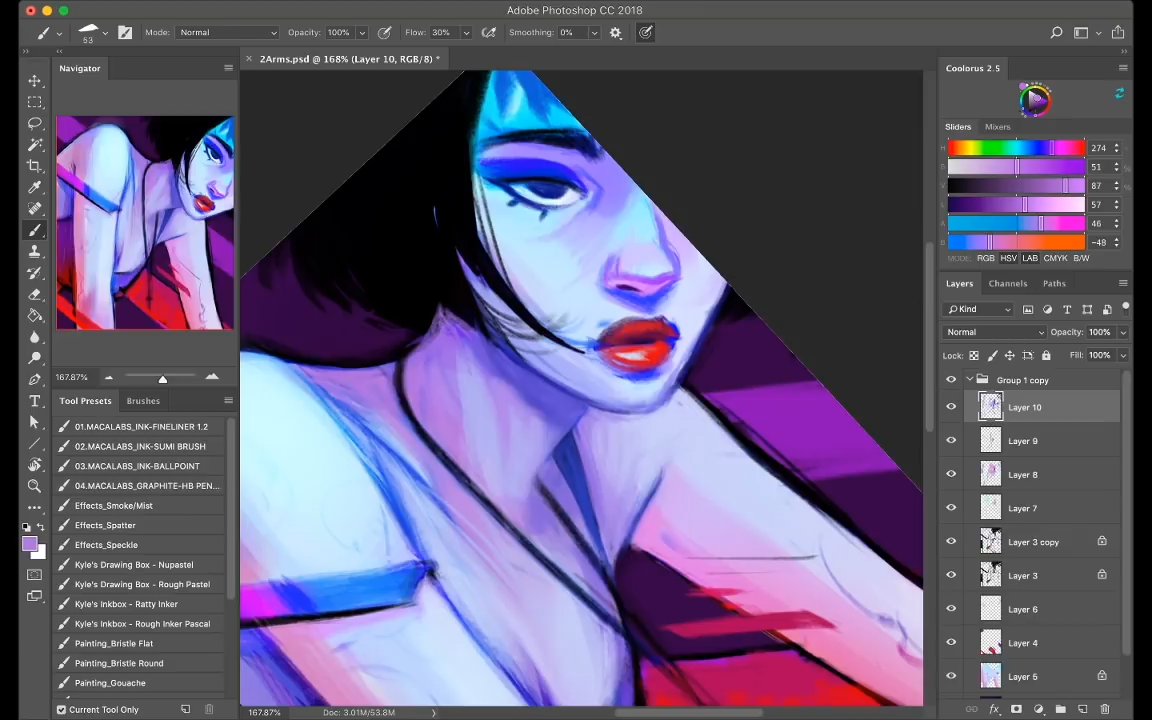 Adobe Photoshop CC 2018
53
Mode: Normal
Opacity: 100%
Flow: 30%
Smoothing: 0%
2Arms.psd @ 168% (Layer 10, RGB/8) *
Navigator
167.87%
Tool Presets
Brushes
01.MACALABS_INK-FINELINER 1.2
02.MACALABS_INK-SUMI BRUSH
03.MACALABS_INK-BALLPOINT
04.MACALABS_GRAPHITE-HB PEN...
Effects_Smoke/Mist
Effects_Spatter
Effects_Speckle
Kyle's Drawing Box - Nupastel
Kyle's Drawing Box - Rough Pastel
Kyle's Inkbox - Ratty Inker
Kyle's Inkbox - Rough Inker Pascal
Painting_Bristle Flat
Painting_Bristle Round
Painting_Gouache
Current Tool Only
167.87%
Doc: 3.01M/53.8M
Coolorus 2.5
Sliders
Mixers
H 274
S 51
V 87
L 57
A 46
B -48
MODE: RGB HSV LAB CMYK B/W
Layers
Channels
Paths
Kind
Normal
Opacity: 100%
Lock:
Fill: 100%
Group 1 copy
Layer 10
Layer 9
Layer 8
Layer 7
Layer 3 copy
Layer 3
Layer 6
Layer 4
Layer 5
fx